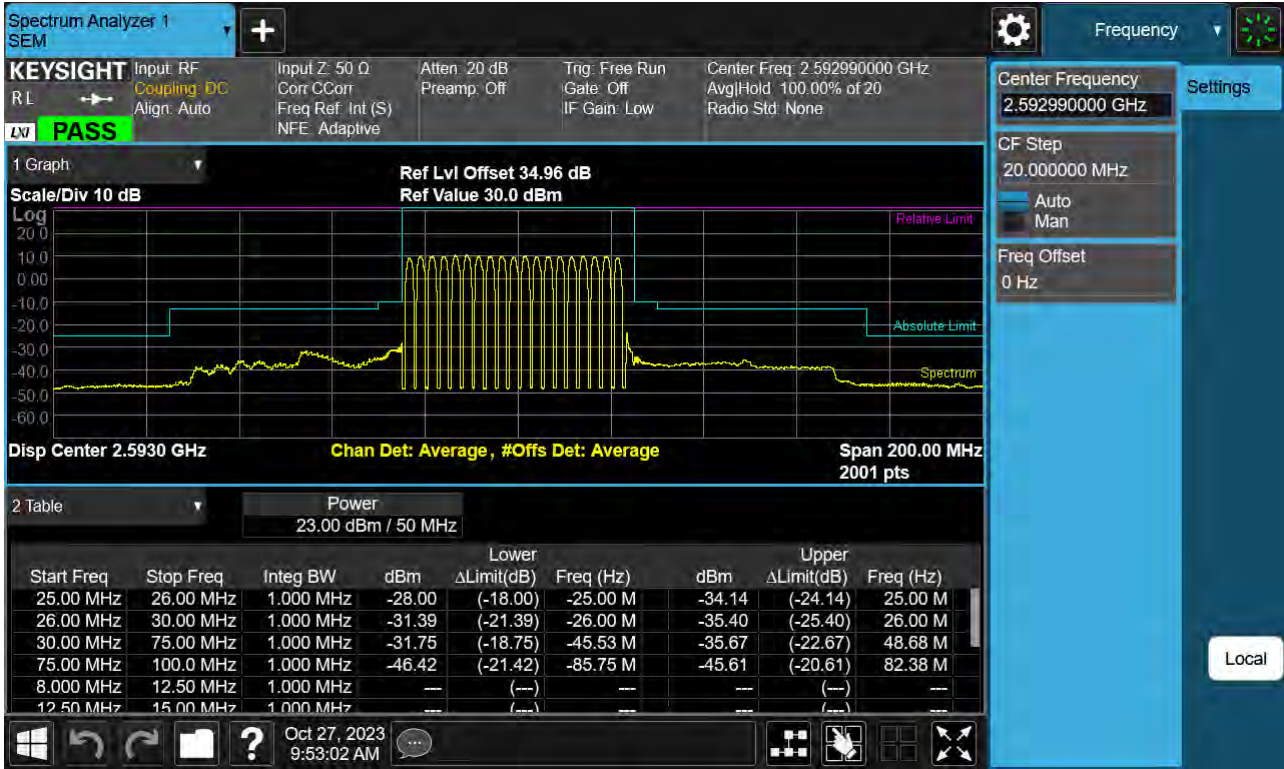 Spectrum Analyzer 1
SEM
+
Frequency
KEYSIGHT
R L
LXI
PASS
Input: RF
Coupling: DC
Align: Auto
Input Z: 50 Ω
Corr CCorr
Freq Ref: Int (S)
NFE: Adaptive
Atten: 20 dB
Preamp: Off
Trig: Free Run
Gate: Off
IF Gain: Low
Center Freq: 2.592990000 GHz
Avg|Hold: 100.00% of 20
Radio Std: None
Center Frequency
2.592990000 GHz
Settings
CF Step
20.000000 MHz
Auto
Man
Freq Offset
0 Hz
Local
1 Graph
Ref Lvl Offset 34.96 dB
Scale/Div 10 dB
Ref Value 30.0 dBm
Log
Relative Limit
20.0
10.0
0.00
-10.0
-20.0
Absolute Limit
-30.0
-40.0
Spectrum
-50.0
-60.0
Disp Center 2.5930 GHz
Chan Det: Average, #Offs Det: Average
Span 200.00 MHz
2001 pts
2 Table
Power
23.00 dBm / 50 MHz
Lower Upper
Start Freq Stop Freq Integ BW dBm ΔLimit(dB) Freq (Hz) dBm ΔLimit(dB) Freq (Hz)
25.00 MHz 26.00 MHz 1.000 MHz -28.00 (-18.00) -25.00 M -34.14 (-24.14) 25.00 M
26.00 MHz 30.00 MHz 1.000 MHz -31.39 (-21.39) -26.00 M -35.40 (-25.40) 26.00 M
30.00 MHz 75.00 MHz 1.000 MHz -31.75 (-18.75) -45.53 M -35.67 (-22.67) 48.68 M
75.00 MHz 100.0 MHz 1.000 MHz -46.42 (-21.42) -85.75 M -45.61 (-20.61) 82.38 M
8.000 MHz 12.50 MHz 1.000 MHz --- (---) --- --- (---) ---
12.50 MHz 15.00 MHz 1.000 MHz --- (---) --- --- (---) ---
?
Oct 27, 2023
9:53:02 AM